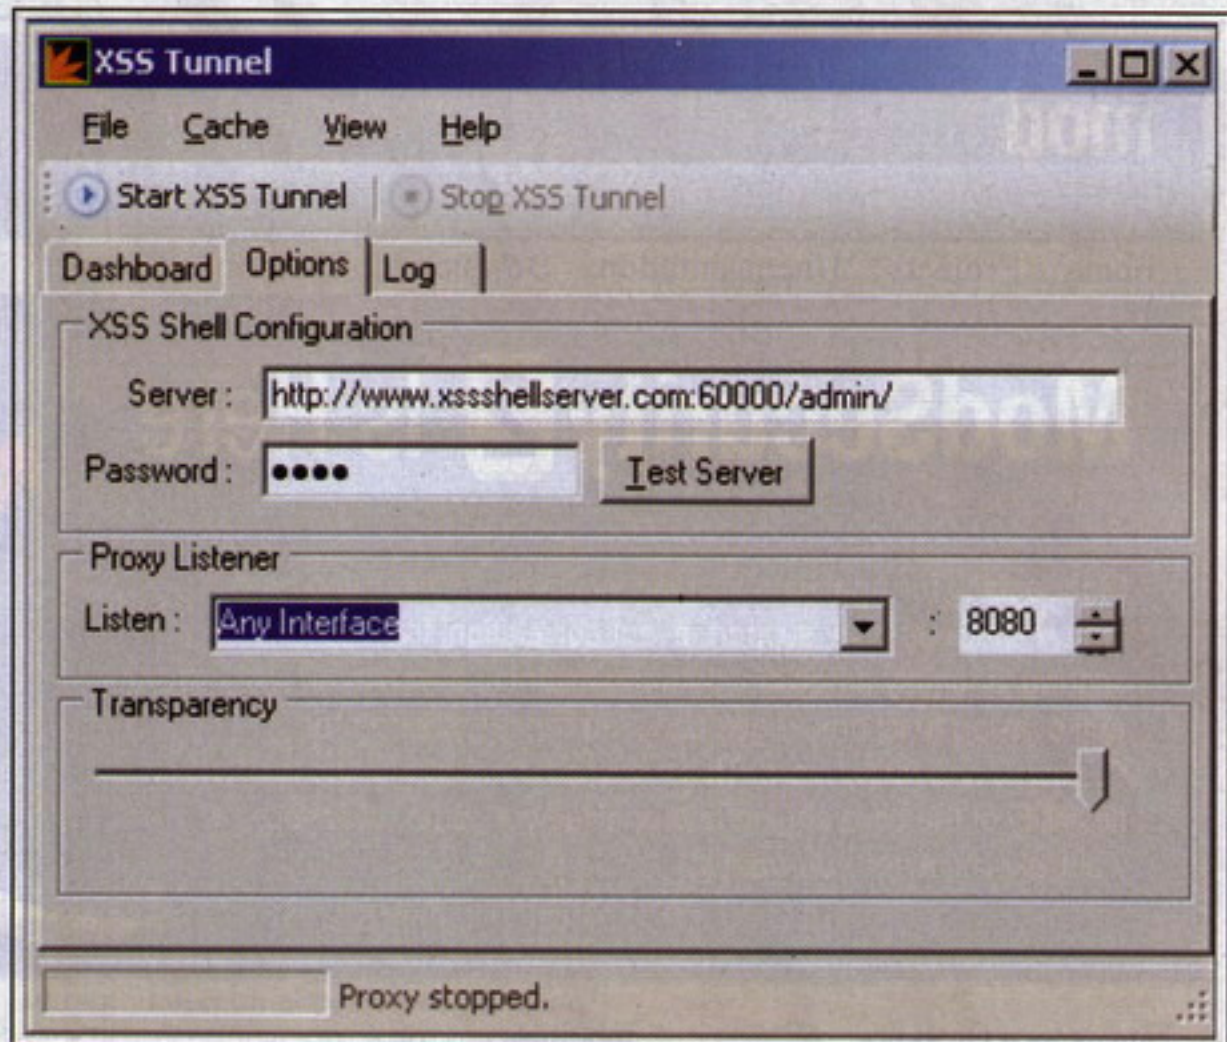 XSS Tunnel
File Cache View Help
Start XSS Tunnel Stop XSS Tunnel
Dashboard Options Log
XSS Shell Configuration
Server : http://www.xssshellserver.com:60000/admin/
Password : ●●●● Test Server
Proxy Listener
Listen : Any Interface : 8080
Transparency
Proxy stopped.